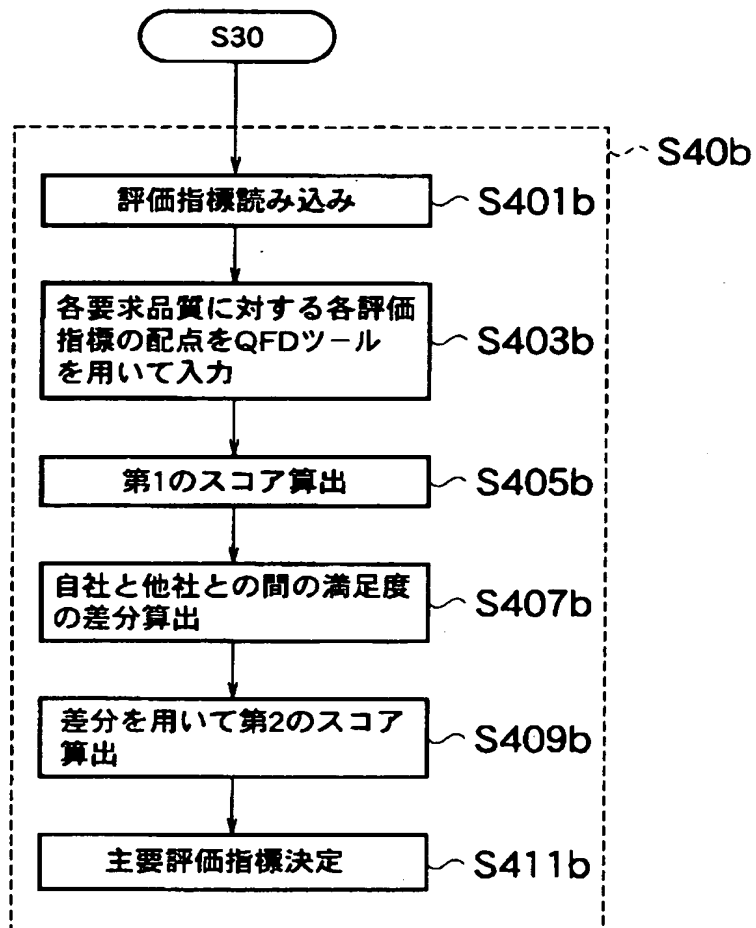 S30
S40b
評価指標読み込み
S401b
各要求品質に対する各評価
指標の配点をQFDツール
を用いて入力
S403b
第1のスコア算出
S405b
自社と他社との間の満足度
の差分算出
S407b
差分を用いて第2のスコア
算出
S409b
主要評価指標決定
S411b